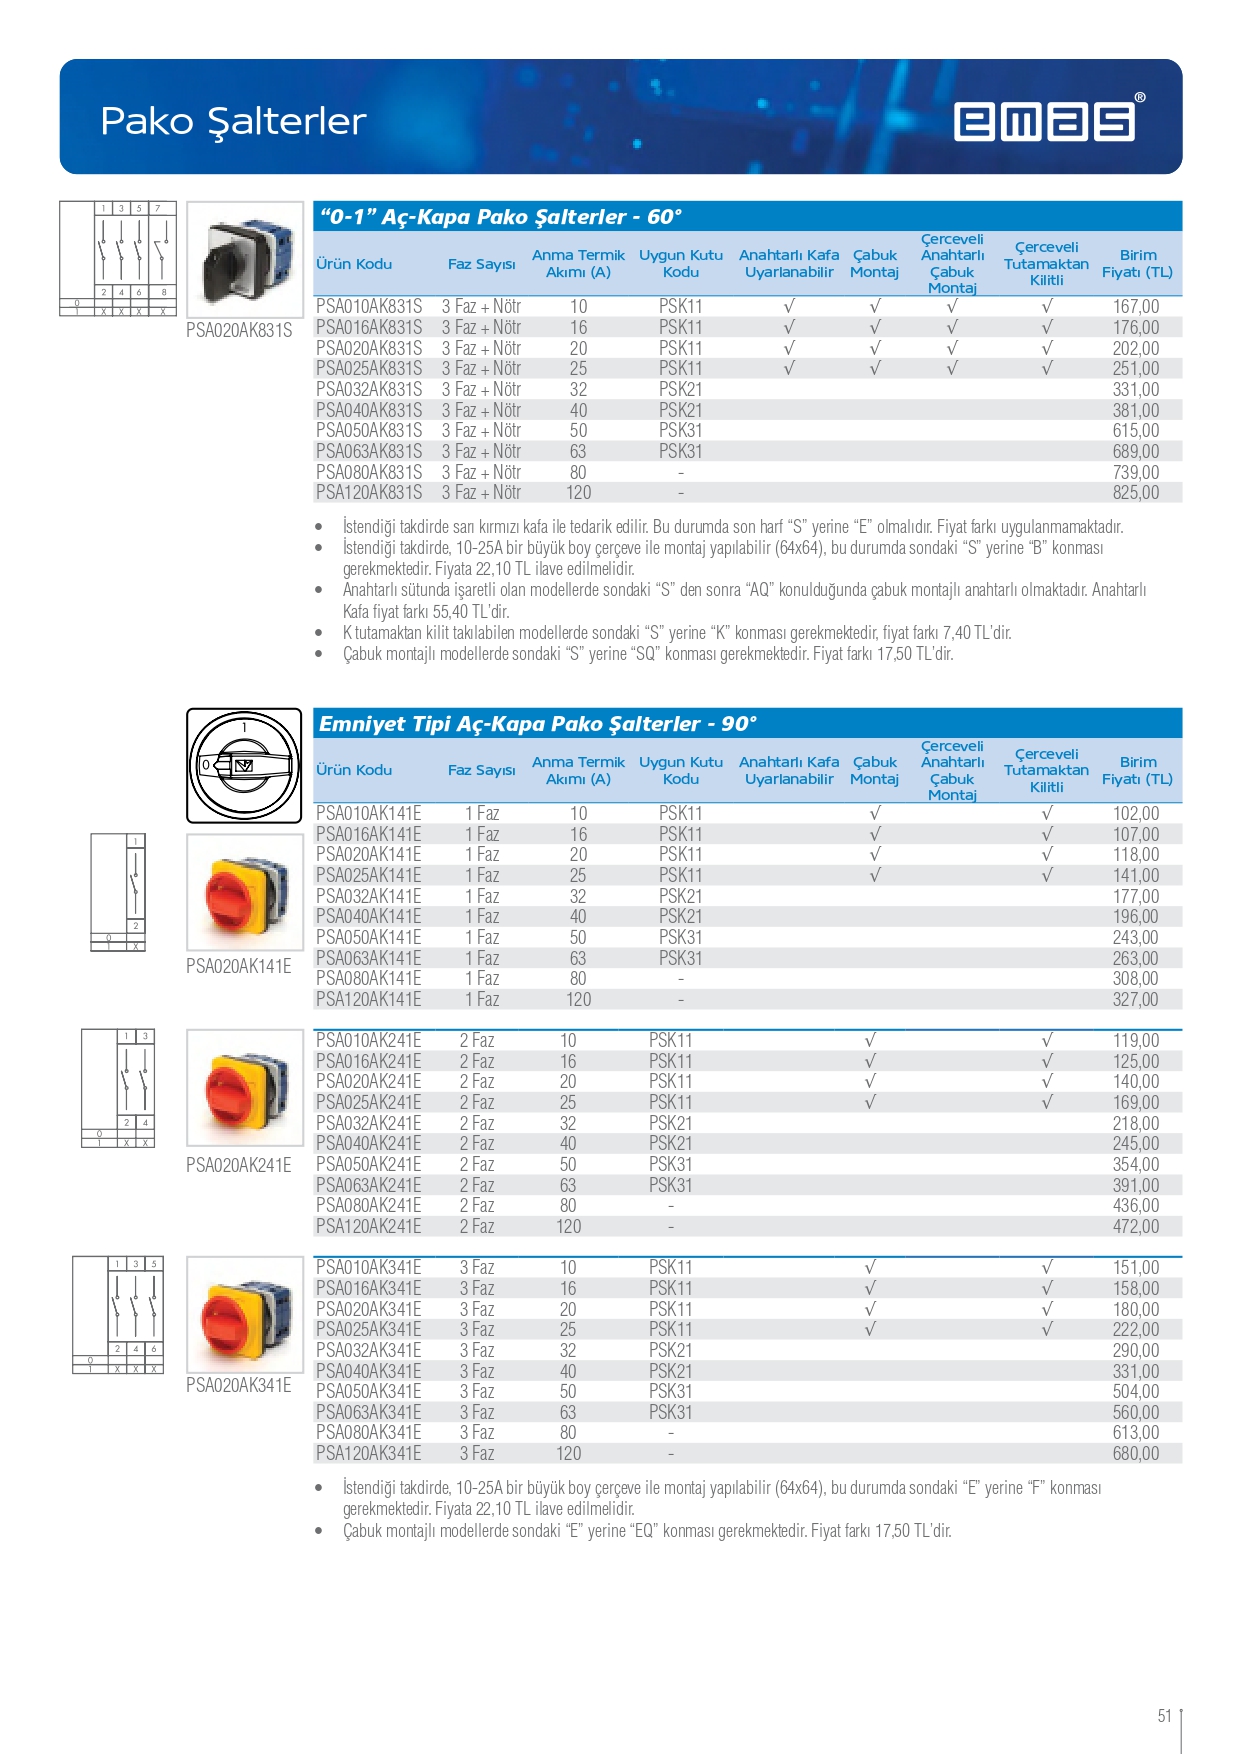 Pako Şalterler
emas®
1 3 5 7
2 4 6 8
0
1 X X X X
PSA020AK831S
“0-1” Aç-Kapa Pako Şalterler - 60°
Ürün Kodu Faz Sayısı Anma Termik Akımı (A) Uygun Kutu Kodu Anahtarlı Kafa Uyarlanabilir Çabuk Montaj Çerceveli Anahtarlı Çabuk Montaj Çerceveli Tutamaktan Kilitli Birim Fiyatı (TL)
PSA010AK831S 3 Faz + Nötr 10 PSK11 √ √ √ √ 167,00
PSA016AK831S 3 Faz + Nötr 16 PSK11 √ √ √ √ 176,00
PSA020AK831S 3 Faz + Nötr 20 PSK11 √ √ √ √ 202,00
PSA025AK831S 3 Faz + Nötr 25 PSK11 √ √ √ √ 251,00
PSA032AK831S 3 Faz + Nötr 32 PSK21 331,00
PSA040AK831S 3 Faz + Nötr 40 PSK21 381,00
PSA050AK831S 3 Faz + Nötr 50 PSK31 615,00
PSA063AK831S 3 Faz + Nötr 63 PSK31 689,00
PSA080AK831S 3 Faz + Nötr 80 - 739,00
PSA120AK831S 3 Faz + Nötr 120 - 825,00
• İstendiği takdirde sarı kırmızı kafa ile tedarik edilir. Bu durumda son harf “S” yerine “E” olmalıdır. Fiyat farkı uygulanmamaktadır.
• İstendiği takdirde, 10-25A bir büyük boy çerçeve ile montaj yapılabilir (64x64), bu durumda sondaki “S” yerine “B” konması
gerekmektedir. Fiyata 22,10 TL ilave edilmelidir.
• Anahtarlı sütunda işaretli olan modellerde sondaki “S” den sonra “AQ” konulduğunda çabuk montajlı anahtarlı olmaktadır. Anahtarlı
Kafa fiyat farkı 55,40 TL’dir.
• K tutamaktan kilit takılabilen modellerde sondaki “S” yerine “K” konması gerekmektedir, fiyat farkı 7,40 TL’dir.
• Çabuk montajlı modellerde sondaki “S” yerine “SQ” konması gerekmektedir. Fiyat farkı 17,50 TL’dir.
1
0
Emniyet Tipi Aç-Kapa Pako Şalterler - 90°
Ürün Kodu Faz Sayısı Anma Termik Akımı (A) Uygun Kutu Kodu Anahtarlı Kafa Uyarlanabilir Çabuk Montaj Çerceveli Anahtarlı Çabuk Montaj Çerceveli Tutamaktan Kilitli Birim Fiyatı (TL)
PSA010AK141E 1 Faz 10 PSK11 √ √ 102,00
PSA016AK141E 1 Faz 16 PSK11 √ √ 107,00
PSA020AK141E 1 Faz 20 PSK11 √ √ 118,00
PSA025AK141E 1 Faz 25 PSK11 √ √ 141,00
PSA032AK141E 1 Faz 32 PSK21 177,00
PSA040AK141E 1 Faz 40 PSK21 196,00
PSA050AK141E 1 Faz 50 PSK31 243,00
PSA063AK141E 1 Faz 63 PSK31 263,00
PSA080AK141E 1 Faz 80 - 308,00
PSA120AK141E 1 Faz 120 - 327,00
1
2
0
1 X
PSA020AK141E
PSA010AK241E 2 Faz 10 PSK11 √ √ 119,00
PSA016AK241E 2 Faz 16 PSK11 √ √ 125,00
PSA020AK241E 2 Faz 20 PSK11 √ √ 140,00
PSA025AK241E 2 Faz 25 PSK11 √ √ 169,00
PSA032AK241E 2 Faz 32 PSK21 218,00
PSA040AK241E 2 Faz 40 PSK21 245,00
PSA050AK241E 2 Faz 50 PSK31 354,00
PSA063AK241E 2 Faz 63 PSK31 391,00
PSA080AK241E 2 Faz 80 - 436,00
PSA120AK241E 2 Faz 120 - 472,00
1 3
2 4
0
1 X X
PSA020AK241E
PSA010AK341E 3 Faz 10 PSK11 √ √ 151,00
PSA016AK341E 3 Faz 16 PSK11 √ √ 158,00
PSA020AK341E 3 Faz 20 PSK11 √ √ 180,00
PSA025AK341E 3 Faz 25 PSK11 √ √ 222,00
PSA032AK341E 3 Faz 32 PSK21 290,00
PSA040AK341E 3 Faz 40 PSK21 331,00
PSA050AK341E 3 Faz 50 PSK31 504,00
PSA063AK341E 3 Faz 63 PSK31 560,00
PSA080AK341E 3 Faz 80 - 613,00
PSA120AK341E 3 Faz 120 - 680,00
1 3 5
2 4 6
0
1 X X X
PSA020AK341E
• İstendiği takdirde, 10-25A bir büyük boy çerçeve ile montaj yapılabilir (64x64), bu durumda sondaki “E” yerine “F” konması
gerekmektedir. Fiyata 22,10 TL ilave edilmelidir.
• Çabuk montajlı modellerde sondaki “E” yerine “EQ” konması gerekmektedir. Fiyat farkı 17,50 TL’dir.
51